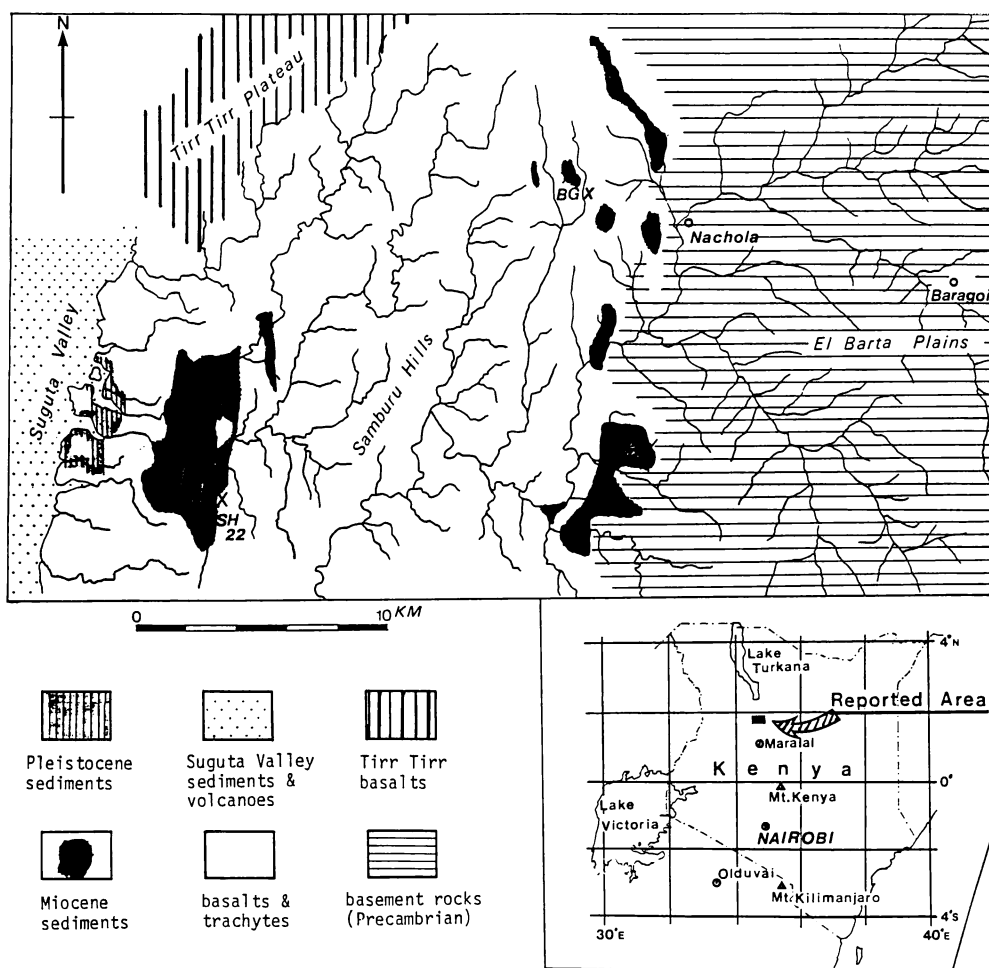 N
Tirr Tirr Plateau
BG X
Nachola
Baragoi
El Barta Plains
Suguta Valley
Samburu Hills
X
SH
22
0
10 KM
Pleistocene
sediments
Suguta Valley
sediments &
volcanoes
Tirr Tirr
basalts
Miocene
sediments
basalts &
trachytes
basement rocks
(Precambrian)
4°N
Lake
Turkana
Reported Area
Maralal
Kenya
0°
Mt.Kenya
Lake
Victoria
NAIROBI
Olduvai
Mt.Kilimanjaro
4°S
30°E
40°E